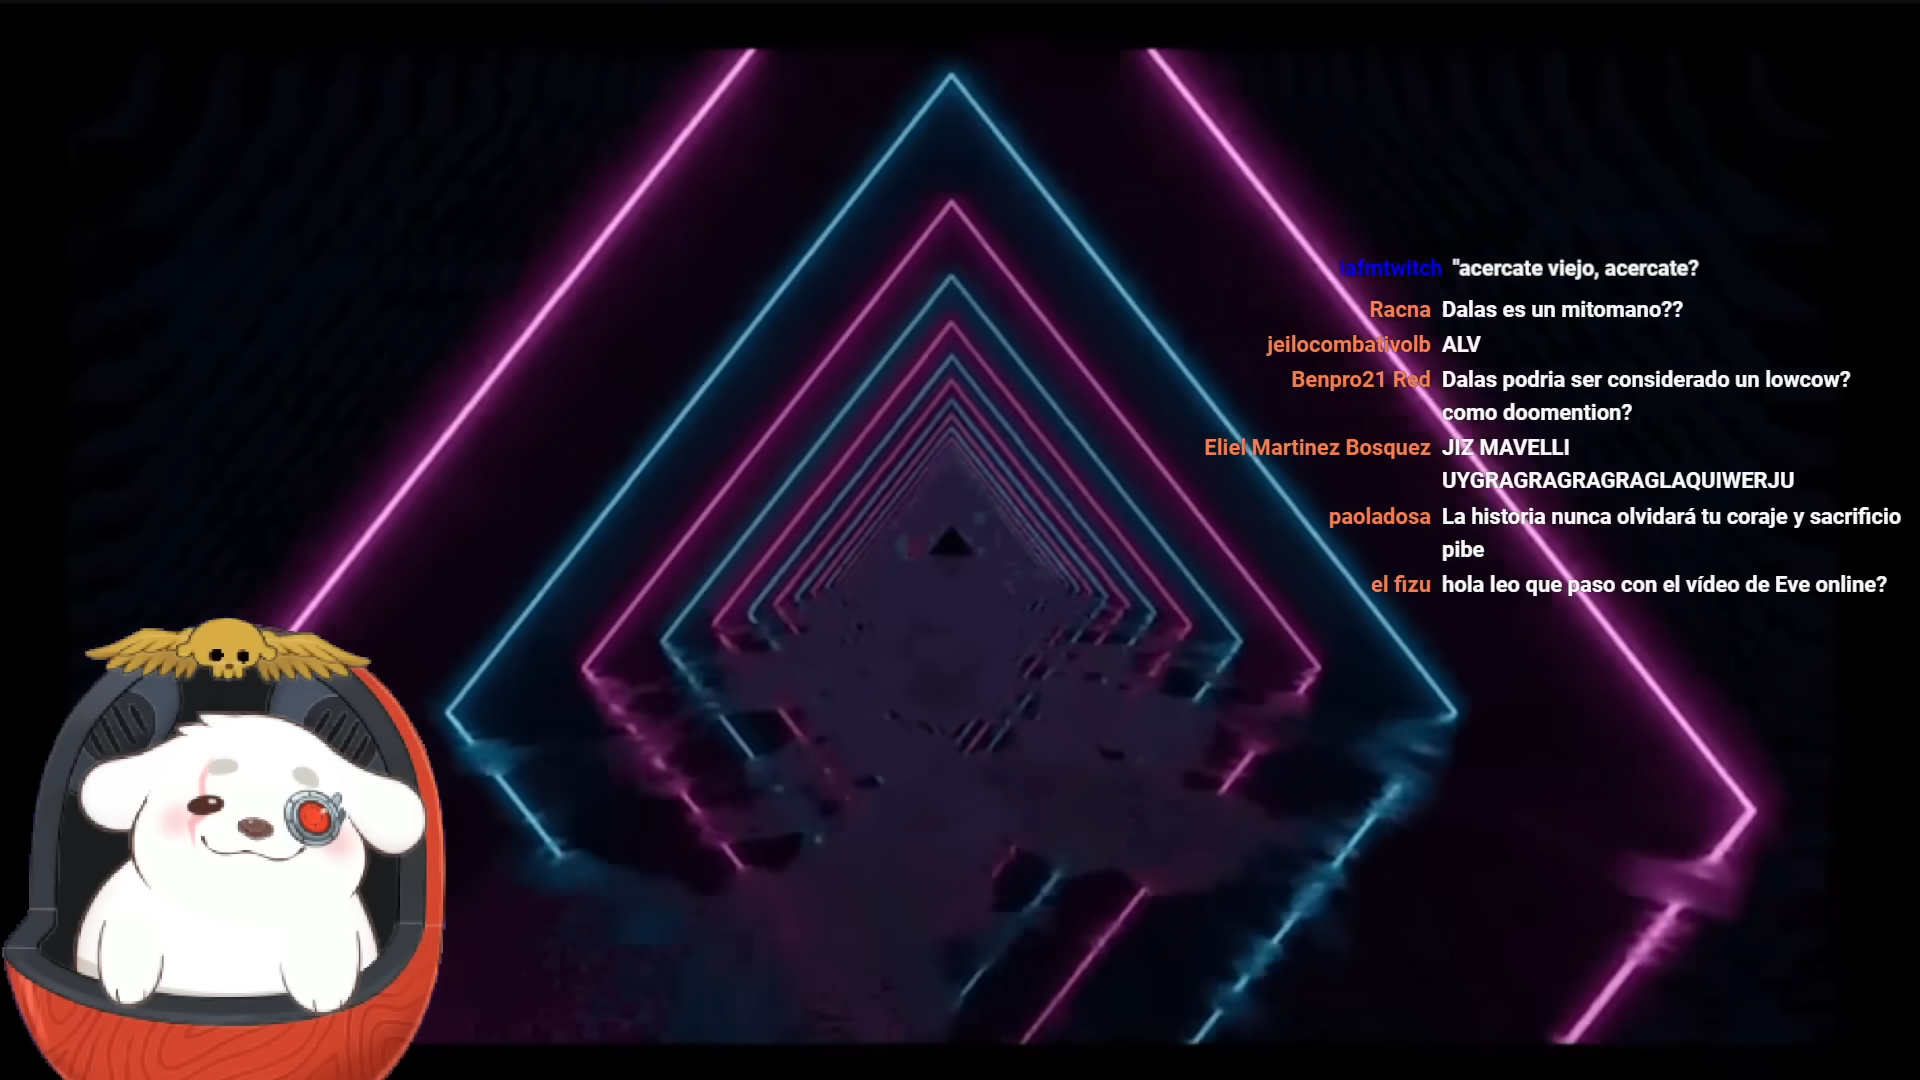 iafmtwitch "acercate viejo, acercate?
Racna Dalas es un mitomano??
jeilocombativolb ALV
Benpro21 Red Dalas podria ser considerado un lowcow?
como doomention?
Eliel Martinez Bosquez JIZ MAVELLI
UYGRAGRAGRAGRAGLAQUIWERJU
paoladosa La historia nunca olvidará tu coraje y sacrificio
pibe
el fizu hola leo que paso con el vídeo de Eve online?